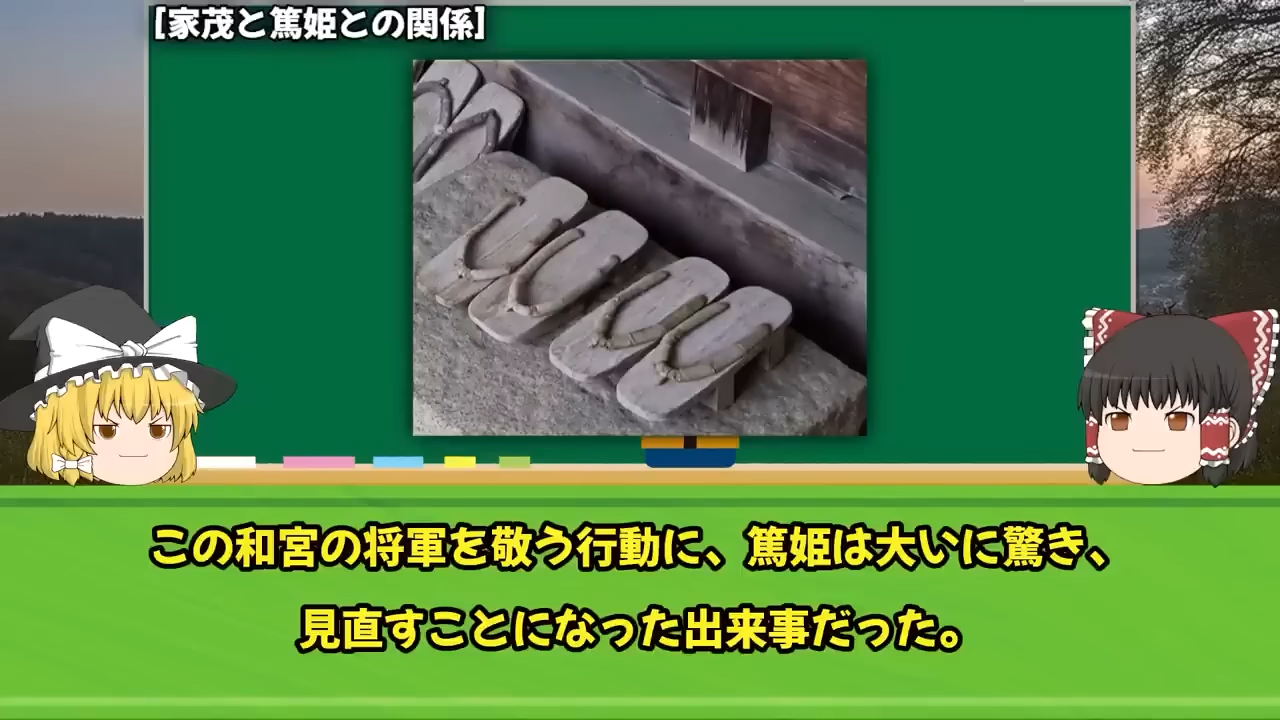 [家茂と篤姫との関係]
この和宮の将軍を敬う行動に、篤姫は大いに驚き、
見直すことになった出来事だった。